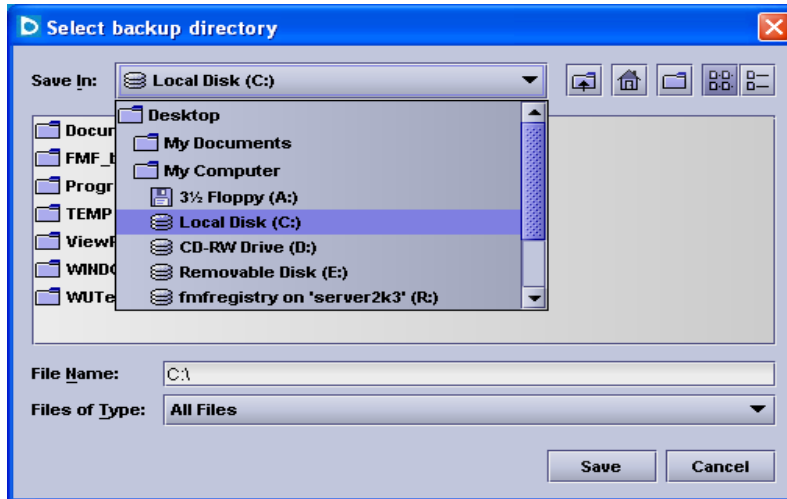 Select backup directory
Save In: Local Disk (C:)
Desktop
My Documents
My Computer
3½ Floppy (A:)
Local Disk (C:)
CD-RW Drive (D:)
Removable Disk (E:)
fmfregistry on 'server2k3' (R:)
TEMP
File Name: C:\
Files of Type: All Files
Save Cancel